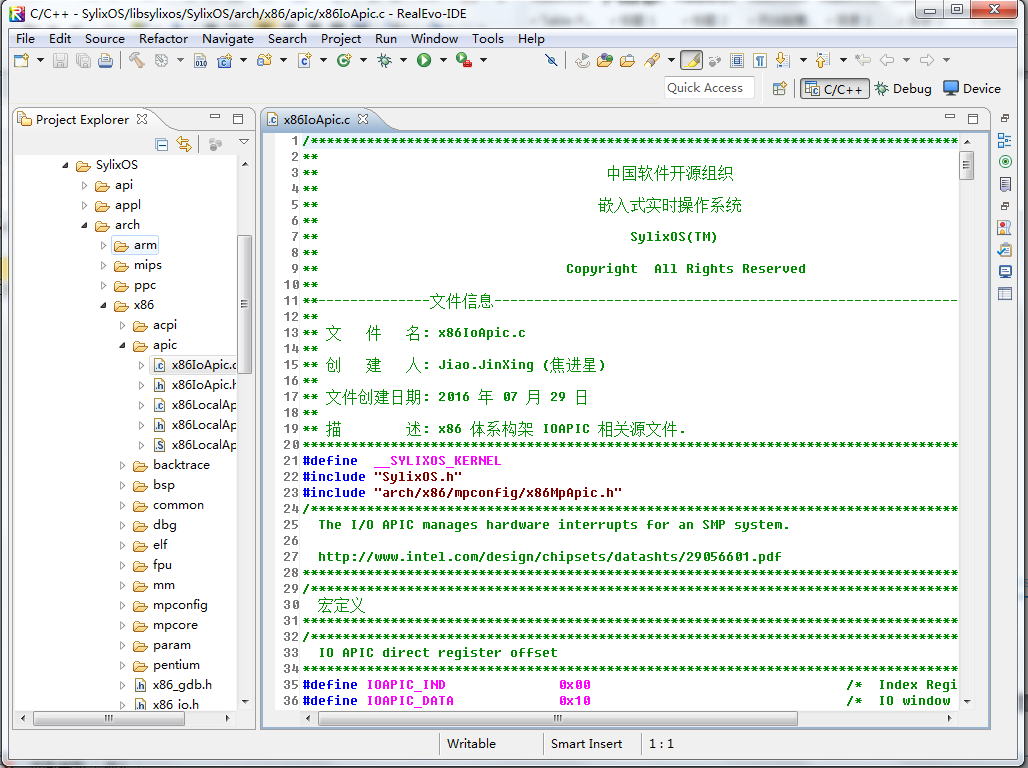 C/C++ - SylixOS/libsylixos/SylixOS/arch/x86/apic/x86IoApic.c - RealEvo-IDE
File Edit Source Refactor Navigate Search Project Run Window Tools Help
Quick Access
C/C++
Debug
Device
Project Explorer
SylixOS
api
appl
arch
arm
mips
ppc
x86
acpi
apic
x86IoApic.c
x86IoApic.h
x86LocalAp
x86LocalAp
x86LocalAp
backtrace
bsp
common
dbg
elf
fpu
mm
mpconfig
mpcore
param
pentium
x86_gdb.h
x86_io.h
x86IoApic.c
1 /*********************************************************************************
2 **
3 ** 中国软件开源组织
4 **
5 ** 嵌入式实时操作系统
6 **
7 ** SylixOS(TM)
8 **
9 ** Copyright All Rights Reserved
10 **
11 **--------------文件信息----------------------------------------------------------
12 **
13 ** 文 件 名: x86IoApic.c
14 **
15 ** 创 建 人: Jiao.JinXing (焦进星)
16 **
17 ** 文件创建日期: 2016 年 07 月 29 日
18 **
19 ** 描 述: x86 体系构架 IOAPIC 相关源文件.
20 **********************************************************************************
21 #define __SYLIXOS_KERNEL
22 #include "SylixOS.h"
23 #include "arch/x86/mpconfig/x86MpApic.h"
24 /*********************************************************************************
25 The I/O APIC manages hardware interrupts for an SMP system.
26
27 http://www.intel.com/design/chipsets/datashts/29056601.pdf
28 **********************************************************************************
29 /*********************************************************************************
30 宏定义
31 **********************************************************************************
32 /*********************************************************************************
33 IO APIC direct register offset
34 **********************************************************************************
35 #define IOAPIC_IND 0x00 /* Index Regi
36 #define IOAPIC_DATA 0x10 /* IO window
Writable
Smart Insert
1 : 1